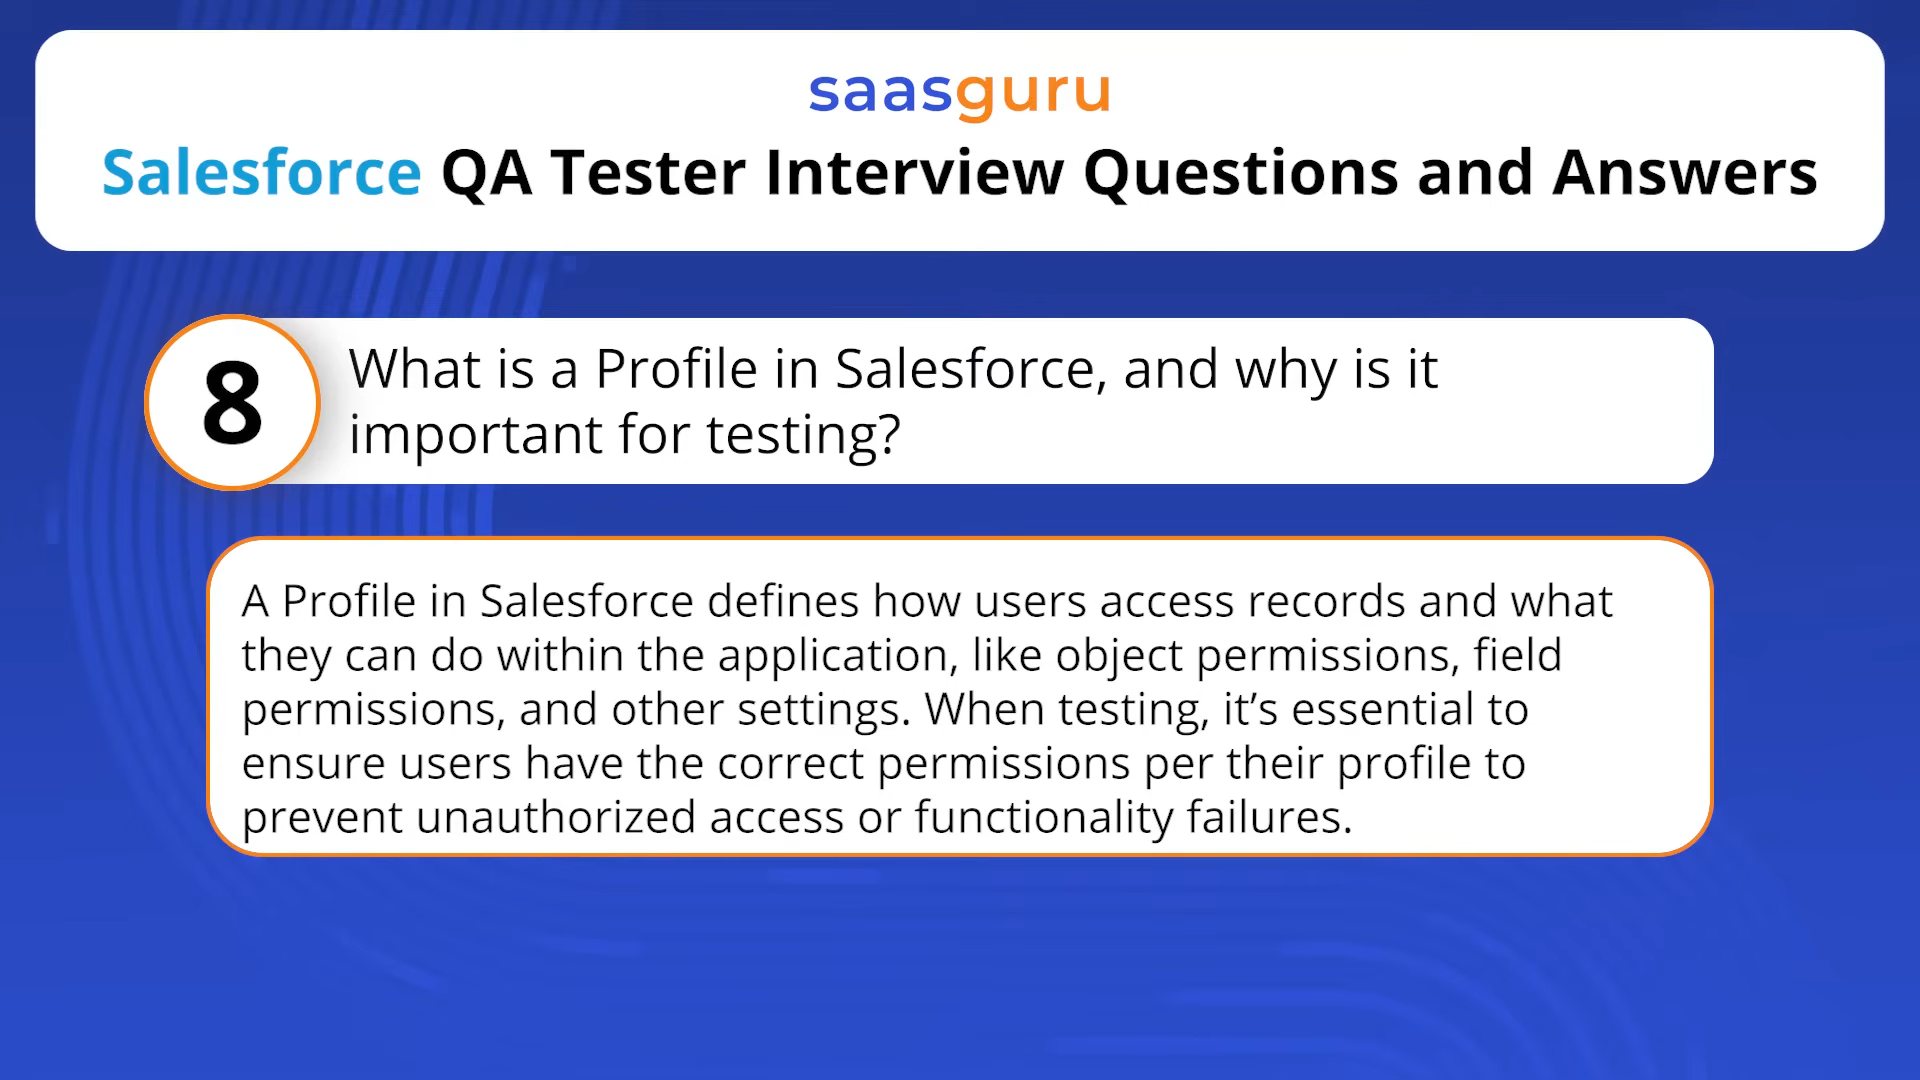 saasguru
Salesforce QA Tester Interview Questions and Answers
8
What is a Profile in Salesforce, and why is it
important for testing?
A Profile in Salesforce defines how users access records and what
they can do within the application, like object permissions, field
permissions, and other settings. When testing, it’s essential to
ensure users have the correct permissions per their profile to
prevent unauthorized access or functionality failures.